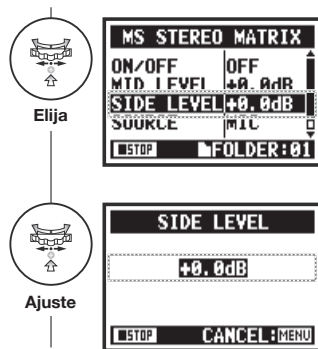 MS STEREO MATRIX
ON/OFF OFF
MID LEVEL +0.0dB
SIDE LEVEL +0.0dB
SOURCE MIC
STOP FOLDER:01
Elija
SIDE LEVEL
+0.0dB
STOP CANCEL:MENU
Ajuste